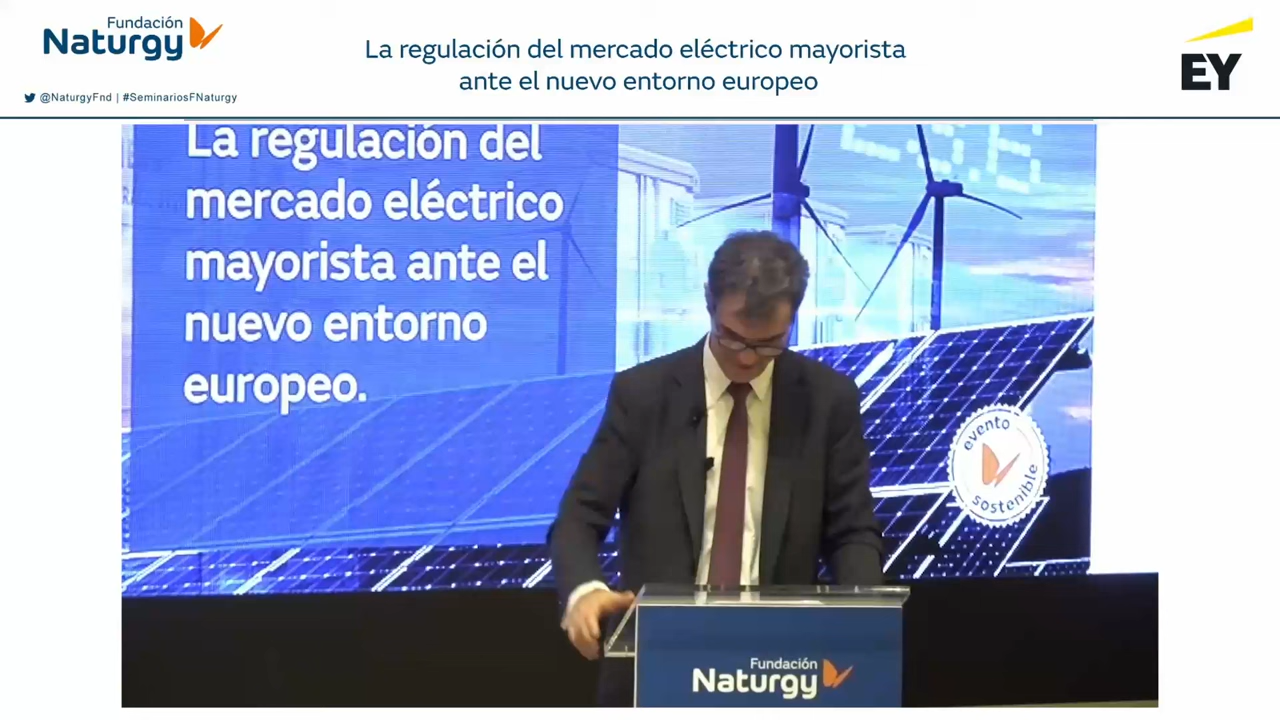 Fundación
Naturgy
@NaturgyFnd | #SeminariosFNaturgy
La regulación del mercado eléctrico mayorista
ante el nuevo entorno europeo
EY
La regulación del
mercado eléctrico
mayorista ante el
nuevo entorno
europeo.
evento
sostenible
Fundación
Naturgy